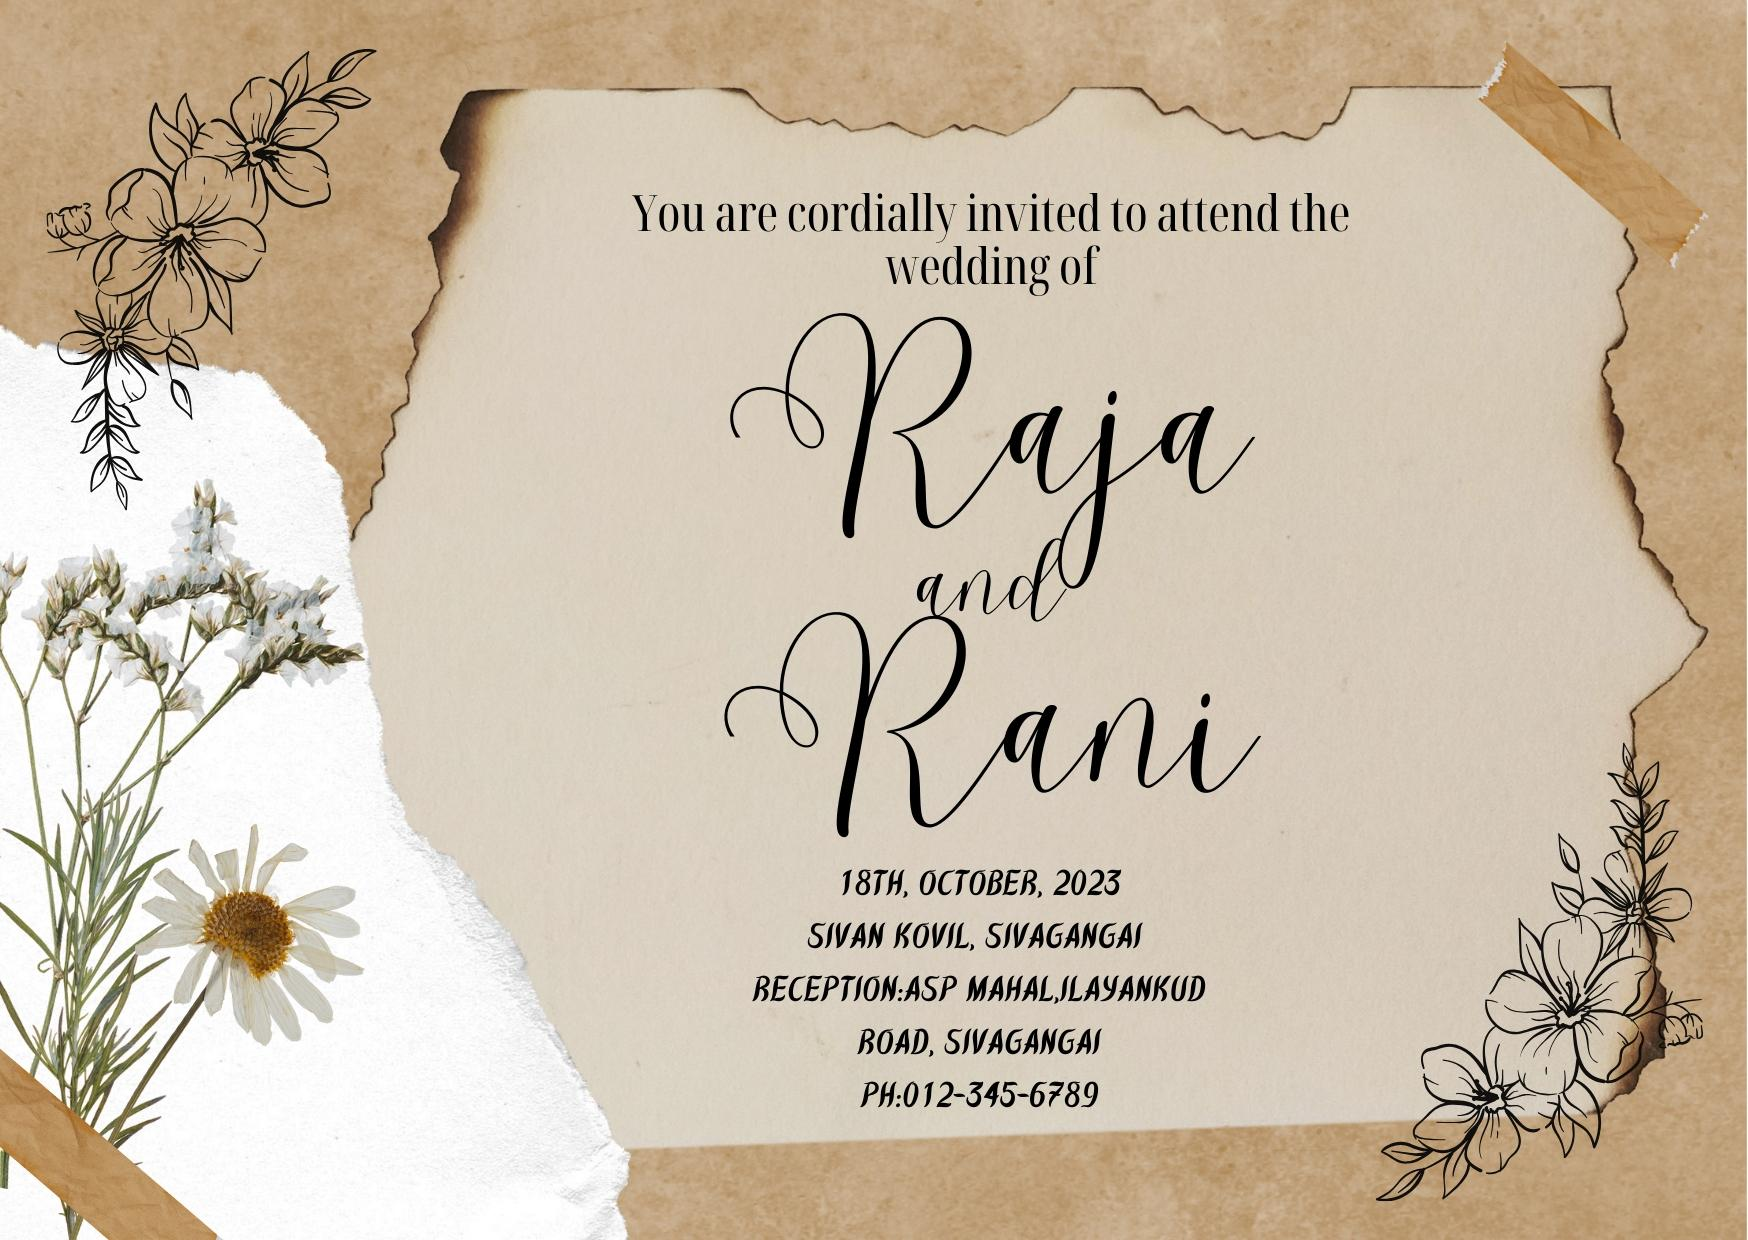 You are cordially invited to attend the
wedding of
Raja
and
Rani
18TH, OCTOBER, 2023
SIVAN KOVIL, SIVAGANGAI
RECEPTION:ASP MAHAL,ILAYANKUD
ROAD, SIVAGANGAI
PH:012-345-6789